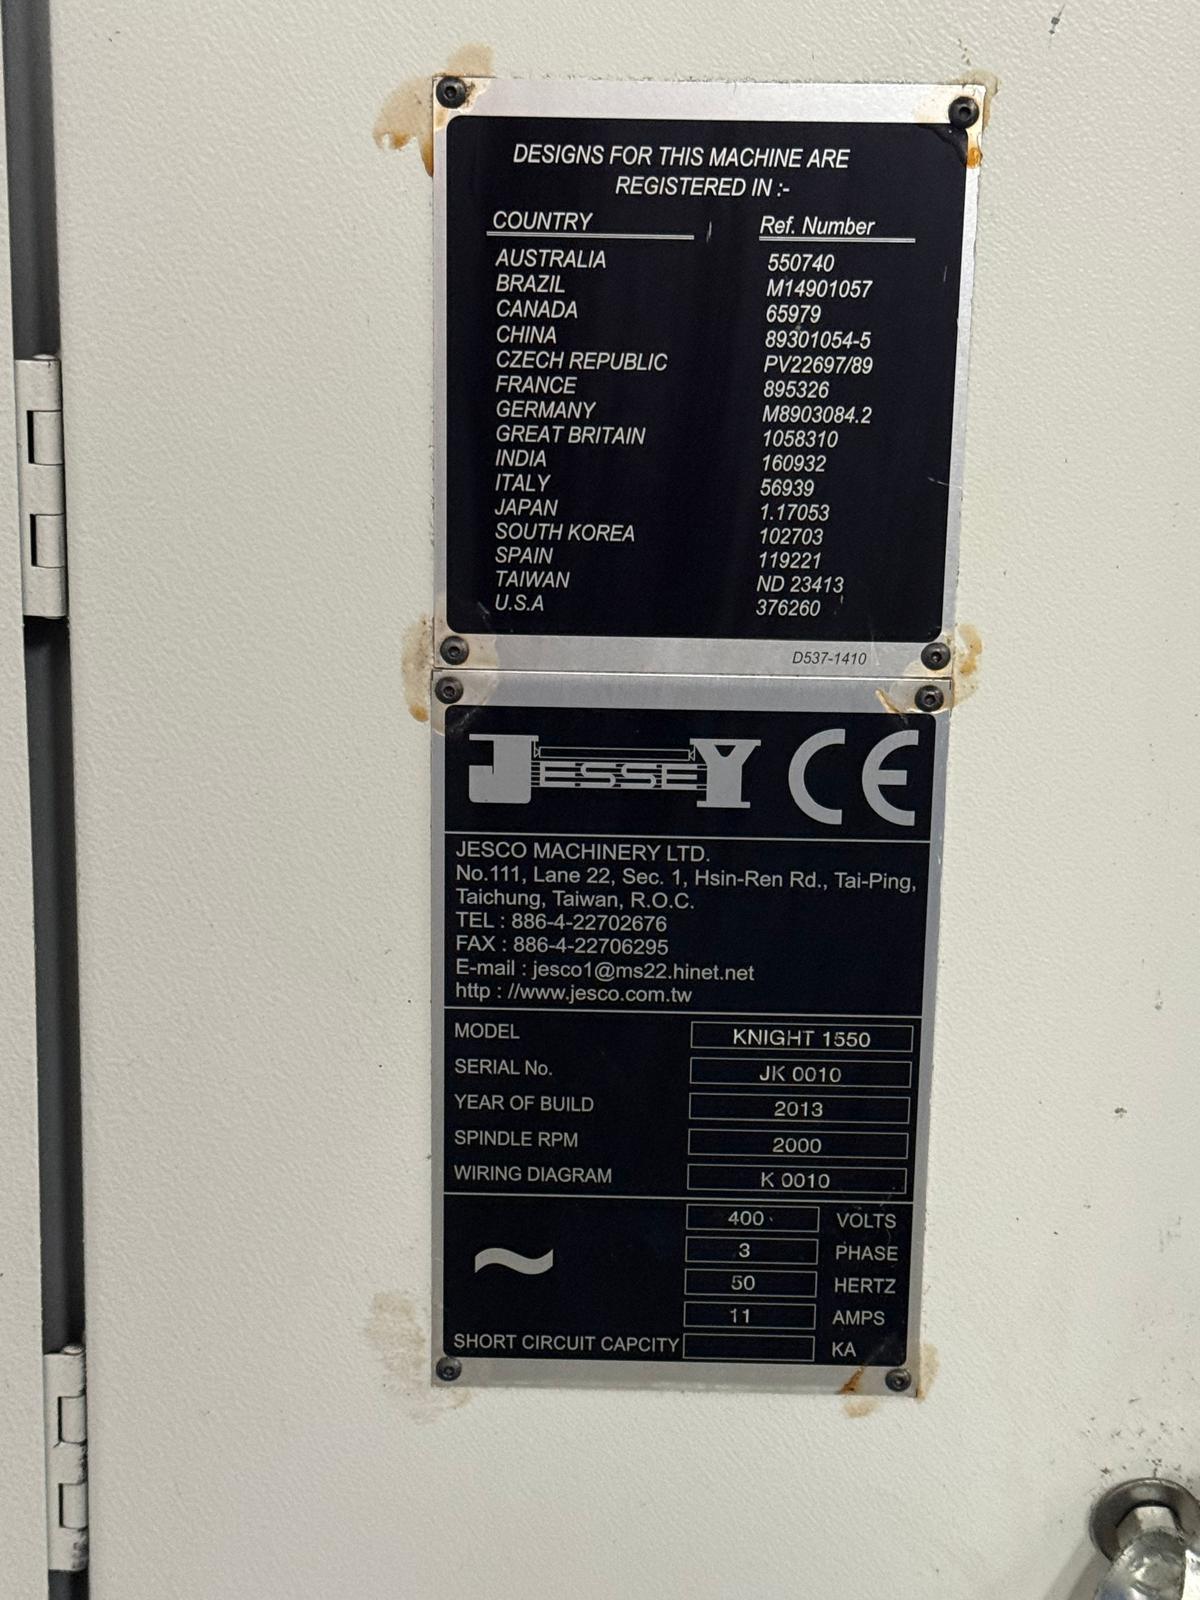 DESIGNS FOR THIS MACHINE ARE
REGISTERED IN :-
COUNTRY Ref. Number
AUSTRALIA 550740
BRAZIL M14901057
CANADA 65979
CHINA 89301054-5
CZECH REPUBLIC PV22697/89
FRANCE 895326
GERMANY M8903084.2
GREAT BRITAIN 1058310
INDIA 160932
ITALY 56939
JAPAN 1.17053
SOUTH KOREA 102703
SPAIN 119221
TAIWAN ND 23413
U.S.A 376260
D537-1410
JESSEY CE
JESCO MACHINERY LTD.
No.111, Lane 22, Sec. 1, Hsin-Ren Rd., Tai-Ping,
Taichung, Taiwan, R.O.C.
TEL : 886-4-22702676
FAX : 886-4-22706295
E-mail : jesco1@ms22.hinet.net
http : //www.jesco.com.tw
MODEL KNIGHT 1550
SERIAL No. JK 0010
YEAR OF BUILD 2013
SPINDLE RPM 2000
WIRING DIAGRAM K 0010
400 VOLTS
3 PHASE
~ 50 HERTZ
11 AMPS
SHORT CIRCUIT CAPCITY KA